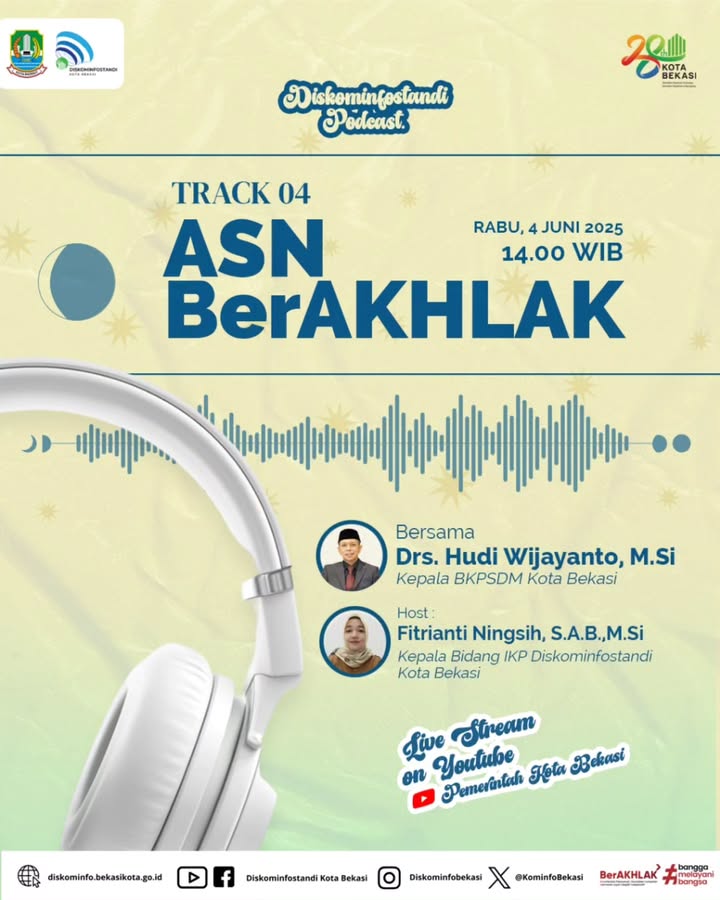 DISKOMINFOSTANDI
KOTA BEKASI
28
KOTA
BEKASI
Diskominfostandi
Podcast.
TRACK 04
ASN
BerAKHLAK
RABU, 4 JUNI 2025
14.00 WIB
Bersama
Drs. Hudi Wijayanto, M.Si
Kepala BKPSDM Kota Bekasi
Host :
Fitrianti Ningsih, S.A.B.,M.Si
Kepala Bidang IKP Diskominfostandi
Kota Bekasi
Live Stream
on Youtube
Pemerintah Kota Bekasi
diskominfo.bekasikota.go.id
Diskominfostandi Kota Bekasi
Diskominfobekasi
@KominfoBekasi
BerAKHLAK
#bangga
melayani
bangsa